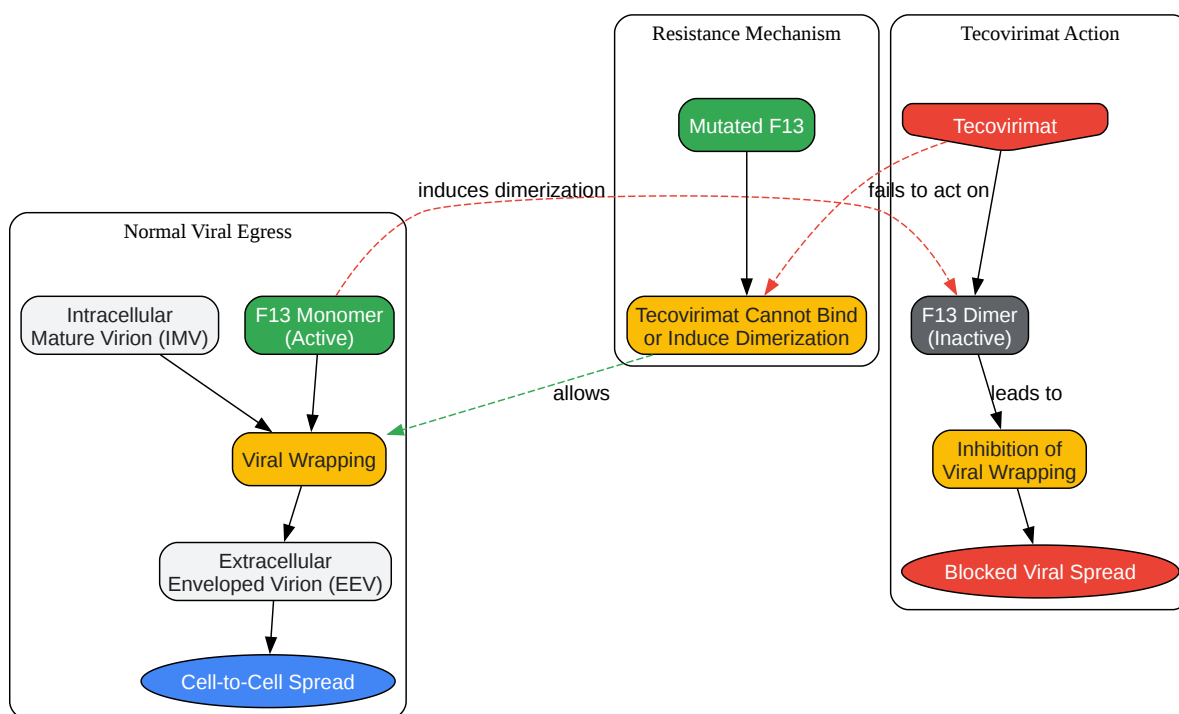 Resistance Mechanism
Tecovirimat Action
Mutated F13
Tecovirimat
induces dimerization
fails to act on
Normal Viral Egress
Intracellular
Mature Virion (IMV)
F13 Monomer
(Active)
Tecovirimat Cannot Bind
or Induce Dimerization
F13 Dimer
(Inactive)
allows
leads to
Viral Wrapping
Inhibition of
Viral Wrapping
Extracellular
Enveloped Virion (EEV)
Blocked Viral Spread
Cell-to-Cell Spread